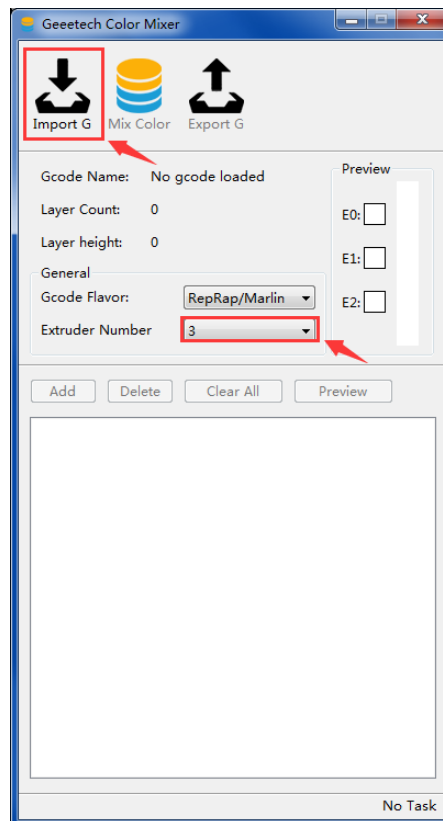 Geeetech Color Mixer
Import G Mix Color Export G
Gcode Name: No gcode loaded
Layer Count: 0
Layer height: 0
General
Gcode Flavor: RepRap/Marlin
Extruder Number 3
Preview
E0:
E1:
E2:
Add Delete Clear All Preview
No Task